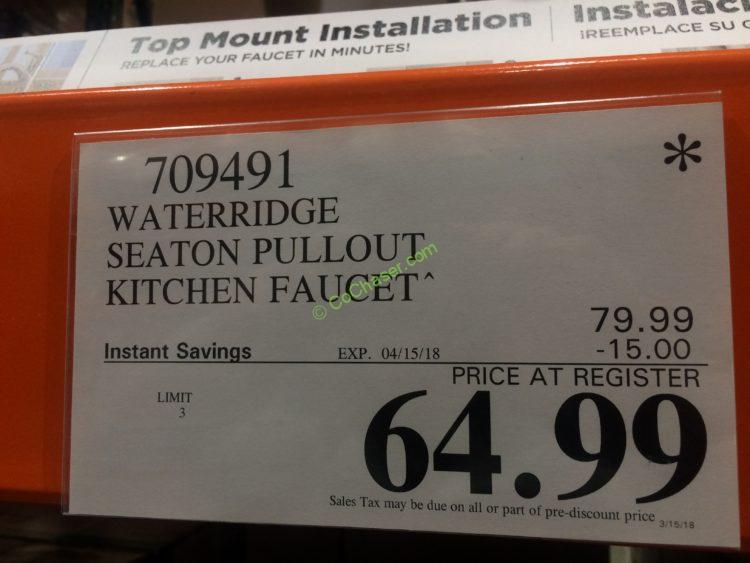 Top Mount Installation
REPLACE YOUR FAUCET IN MINUTES!
¡REEMPLACE SU
709491
*
WATERRIDGE
SEATON PULLOUT
KITCHEN FAUCET^
© CoChaser.com
79.99
Instant Savings EXP. 04/15/18 -15.00
PRICE AT REGISTER
LIMIT
3
64.99
Sales Tax may be due on all or part of pre-discount price 3/15/18